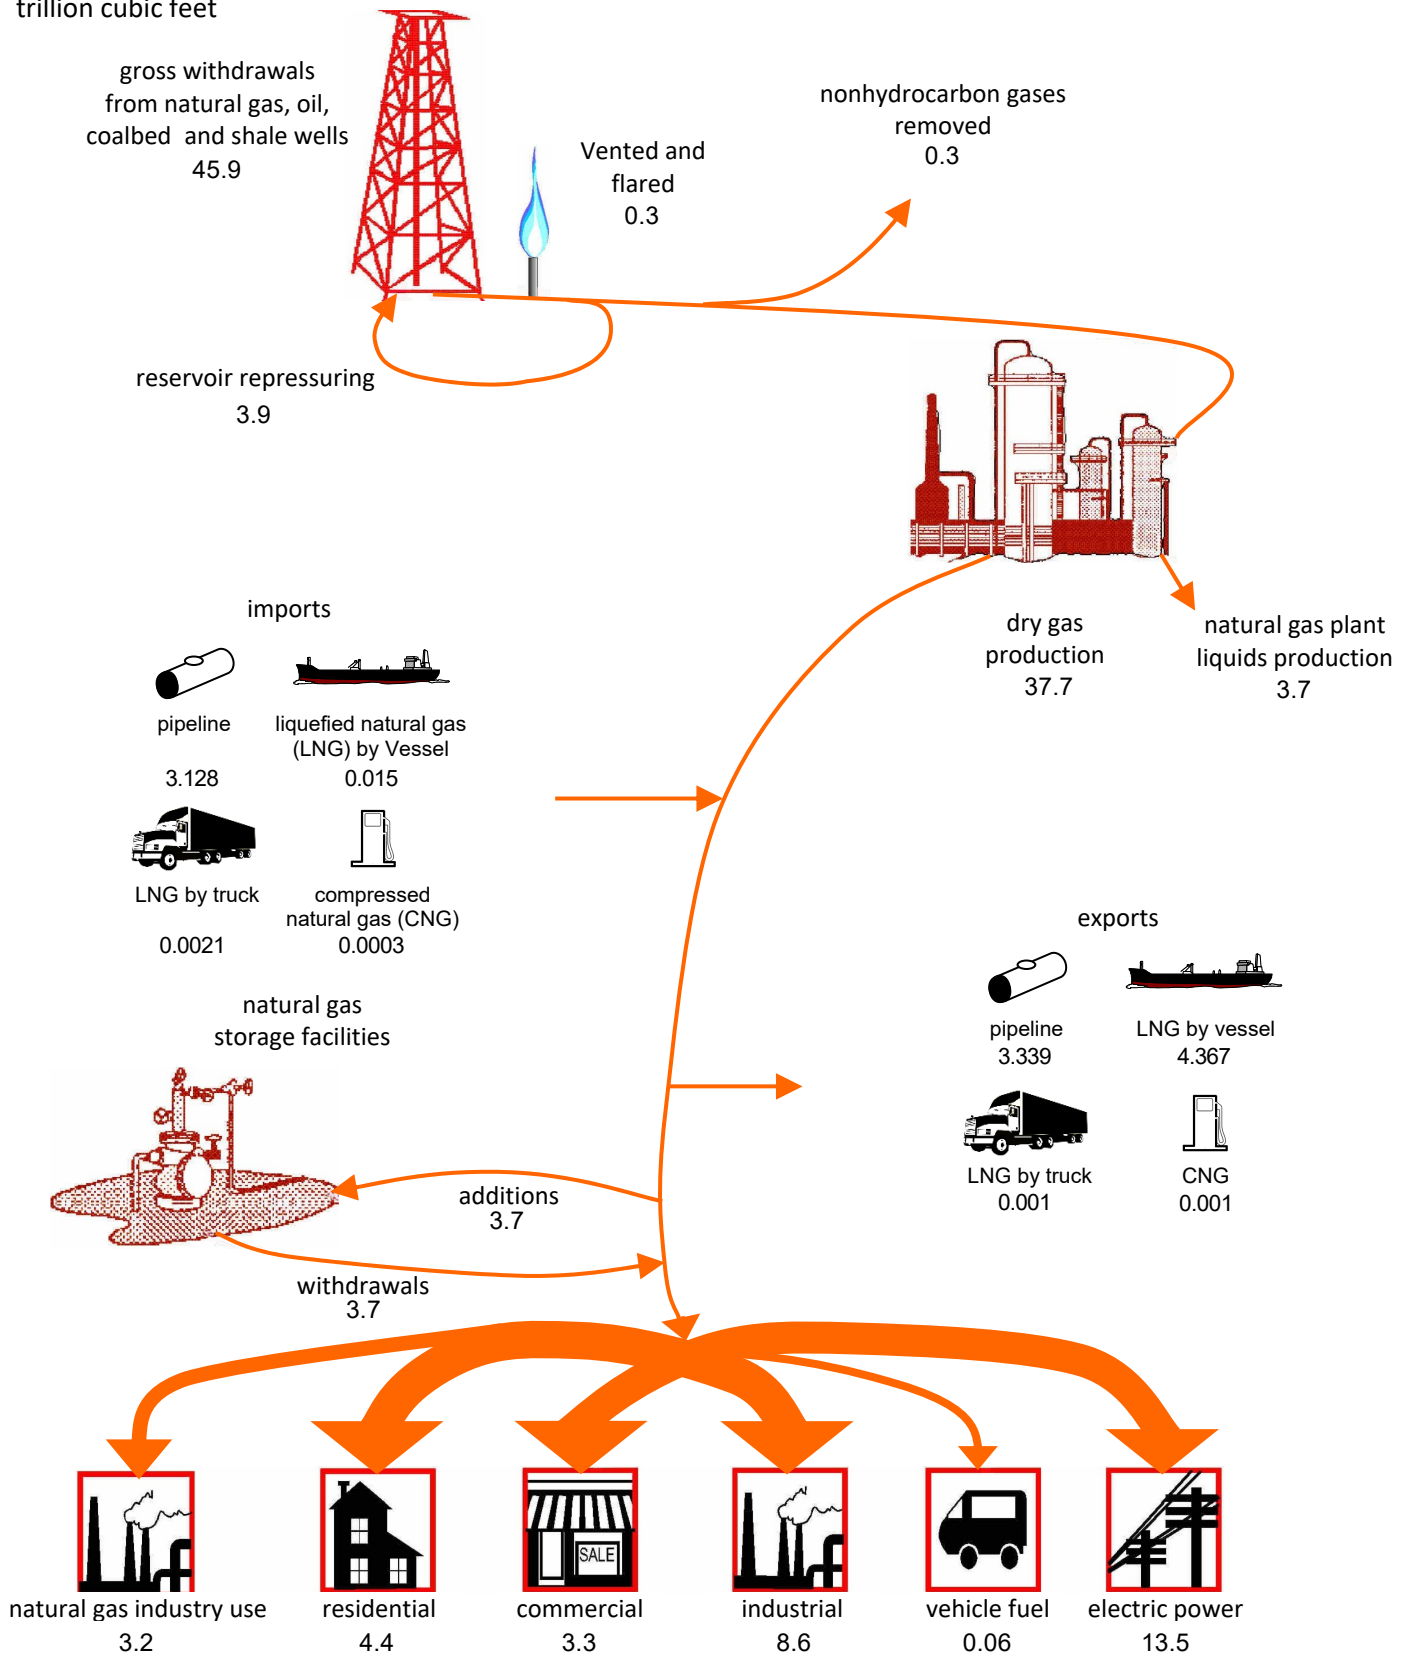 trillion cubic feet
gross withdrawals
from natural gas, oil,
coalbed and shale wells
45.9
Vented and
flared
0.3
nonhydrocarbon gases
removed
0.3
reservoir repressuring
3.9
dry gas
production
37.7
natural gas plant
liquids production
3.7
imports
pipeline
3.128
liquefied natural gas
(LNG) by Vessel
0.015
LNG by truck
0.0021
compressed
natural gas (CNG)
0.0003
exports
pipeline
3.339
LNG by vessel
4.367
LNG by truck
0.001
CNG
0.001
natural gas
storage facilities
additions
3.7
withdrawals
3.7
SALE
natural gas industry use
3.2
residential
4.4
commercial
3.3
industrial
8.6
vehicle fuel
0.06
electric power
13.5